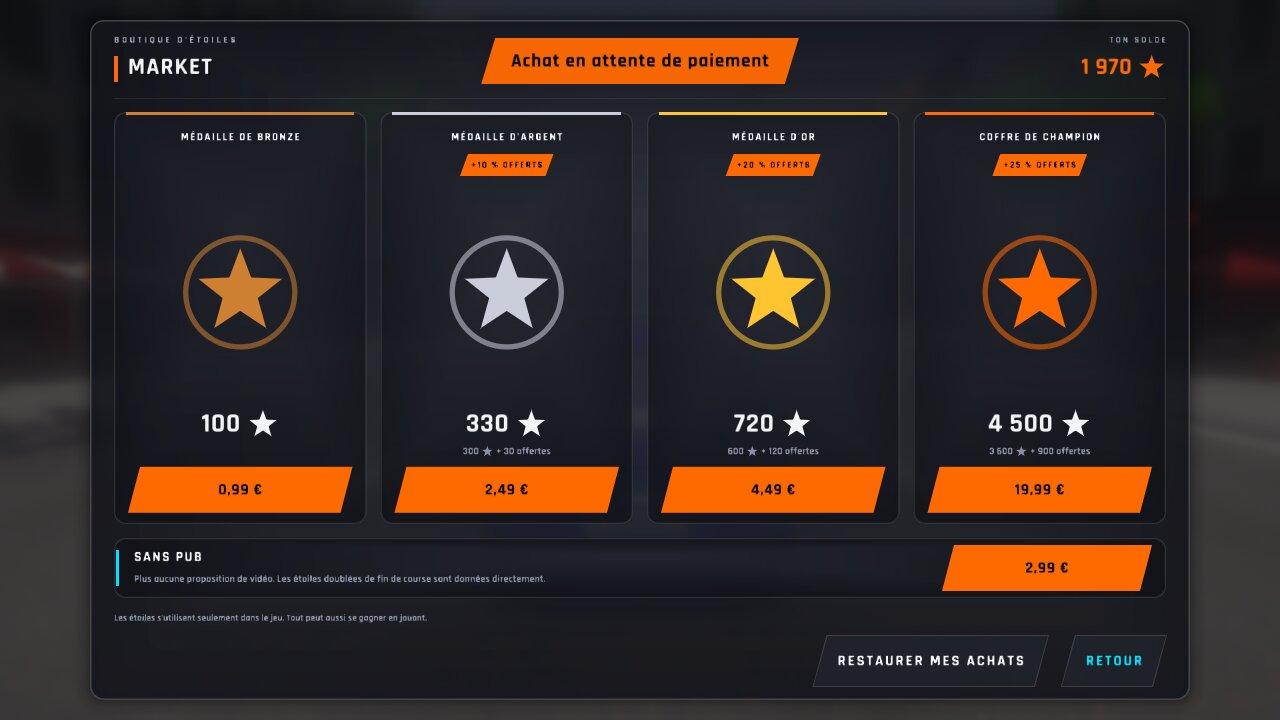 BOUTIQUE D'ÉTOILES
MARKET
Achat en attente de paiement
TON SOLDE
1 970
MÉDAILLE DE BRONZE
100
0,99 €
MÉDAILLE D'ARGENT
+10 % OFFERTS
330
300 ★ + 30 offertes
2,49 €
MÉDAILLE D'OR
+20 % OFFERTS
720
600 ★ + 120 offertes
4,49 €
COFFRE DE CHAMPION
+25 % OFFERTS
4 500
3 600 ★ + 900 offertes
19,99 €
SANS PUB
Plus aucune proposition de vidéo. Les étoiles doublées de fin de course sont données directement.
2,99 €
Les étoiles s'utilisent seulement dans le jeu. Tout peut aussi se gagner en jouant.
RESTAURER MES ACHATS
RETOUR